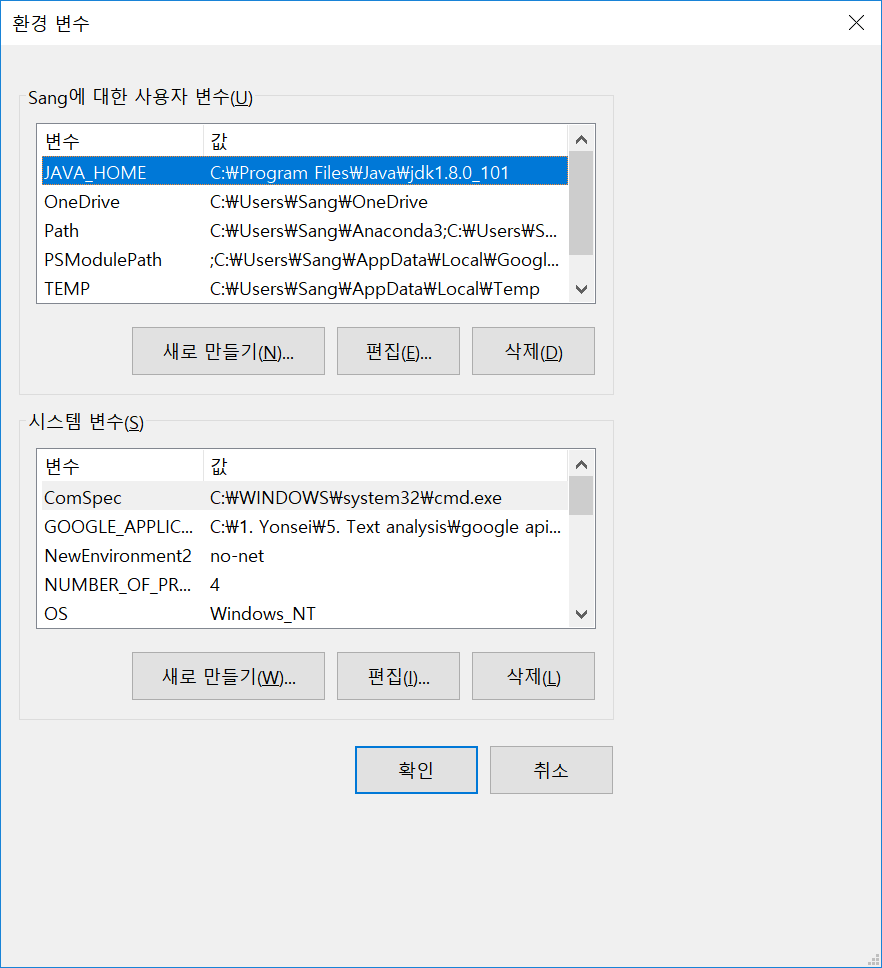 환경 변수
Sang에 대한 사용자 변수(U)
변수 값
JAVA_HOME C:₩Program Files₩Java₩jdk1.8.0_101
OneDrive C:₩Users₩Sang₩OneDrive
Path C:₩Users₩Sang₩Anaconda3;C:₩Users₩S...
PSModulePath ;C:₩Users₩Sang₩AppData₩Local₩Googl...
TEMP C:₩Users₩Sang₩AppData₩Local₩Temp
새로 만들기(N)... 편집(E)... 삭제(D)
시스템 변수(S)
변수 값
ComSpec C:₩WINDOWS₩system32₩cmd.exe
GOOGLE_APPLIC... C:₩1. Yonsei₩5. Text analysis₩google api...
NewEnvironment2 no-net
NUMBER_OF_PR... 4
OS Windows_NT
새로 만들기(W)... 편집(I)... 삭제(L)
확인 취소